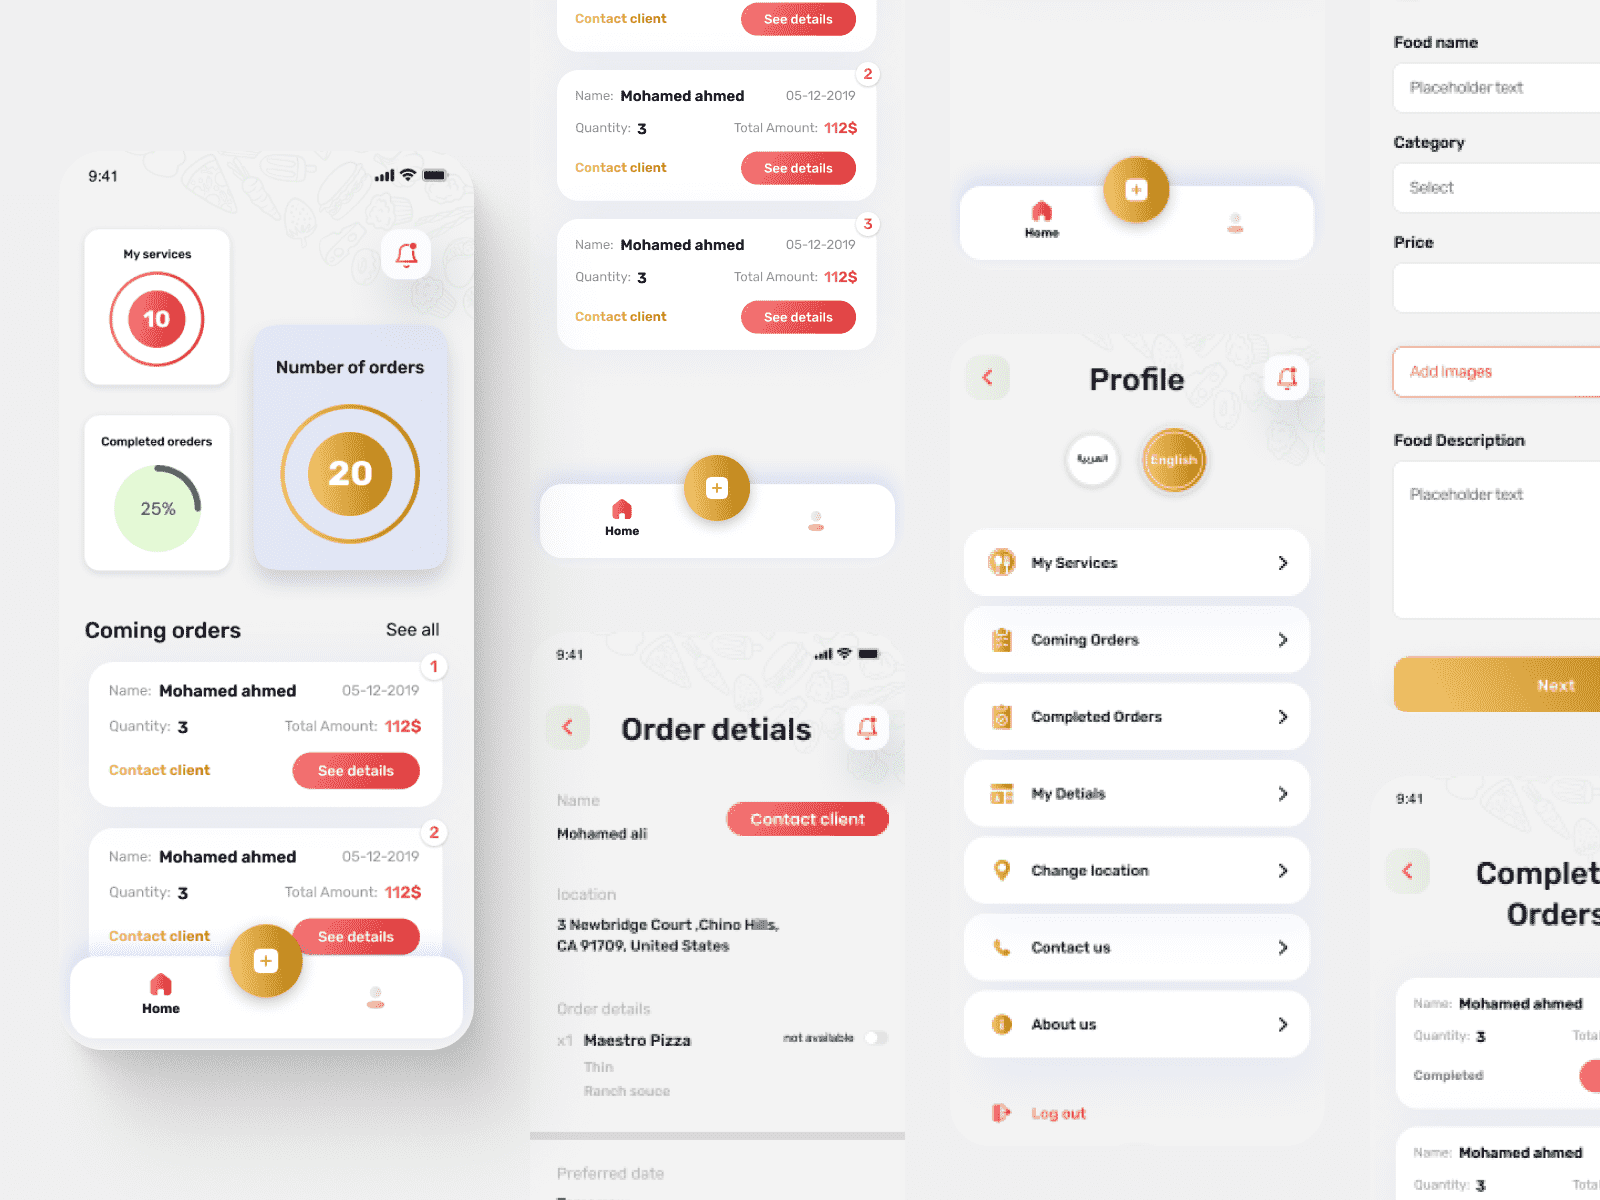 9:41
My services
10
Number of orders
20
Completed oreders
25%
Coming orders
See all
1
Name: Mohamed ahmed
05-12-2019
Quantity: 3
Total Amount: 112$
Contact client
See details
2
Name: Mohamed ahmed
05-12-2019
Quantity: 3
Total Amount: 112$
Contact client
See details
Home
Contact client
See details
2
Name: Mohamed ahmed
05-12-2019
Quantity: 3
Total Amount: 112$
Contact client
See details
3
Name: Mohamed ahmed
05-12-2019
Quantity: 3
Total Amount: 112$
Contact client
See details
Home
9:41
Order detials
Name
Mohamed ali
Contact client
location
3 Newbridge Court ,Chino Hills,
CA 91709, United States
Order details
x1 Maestro Pizza
not available
Thin
Ranch souce
Preferred date
Home
Profile
العربية
English
My Services
Coming Orders
Completed Orders
My Detials
Change location
Contact us
About us
Log out
Food name
Placeholder text
Category
Select
Price
Add Images
Food Description
Placeholder text
Next
9:41
Complet
Orders
Name: Mohamed ahmed
Quantity: 3
Total
Completed
Name: Mohamed ahmed
Quantity: 3
Total